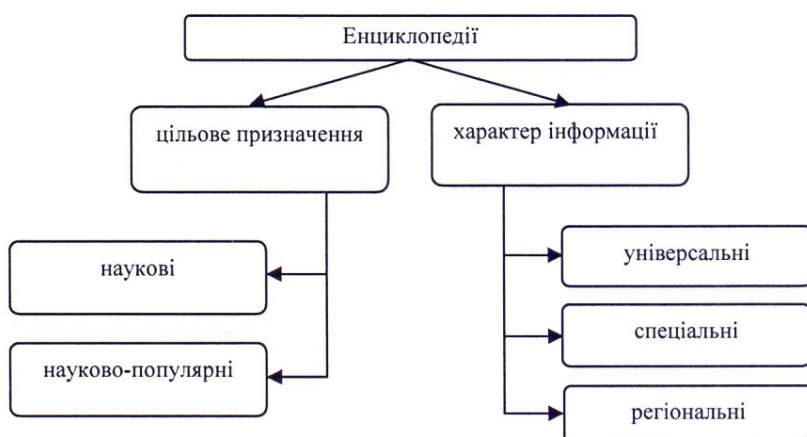 Енциклопедії
цільове призначення
характер інформації
наукові
науково-популярні
універсальні
спеціальні
регіональні